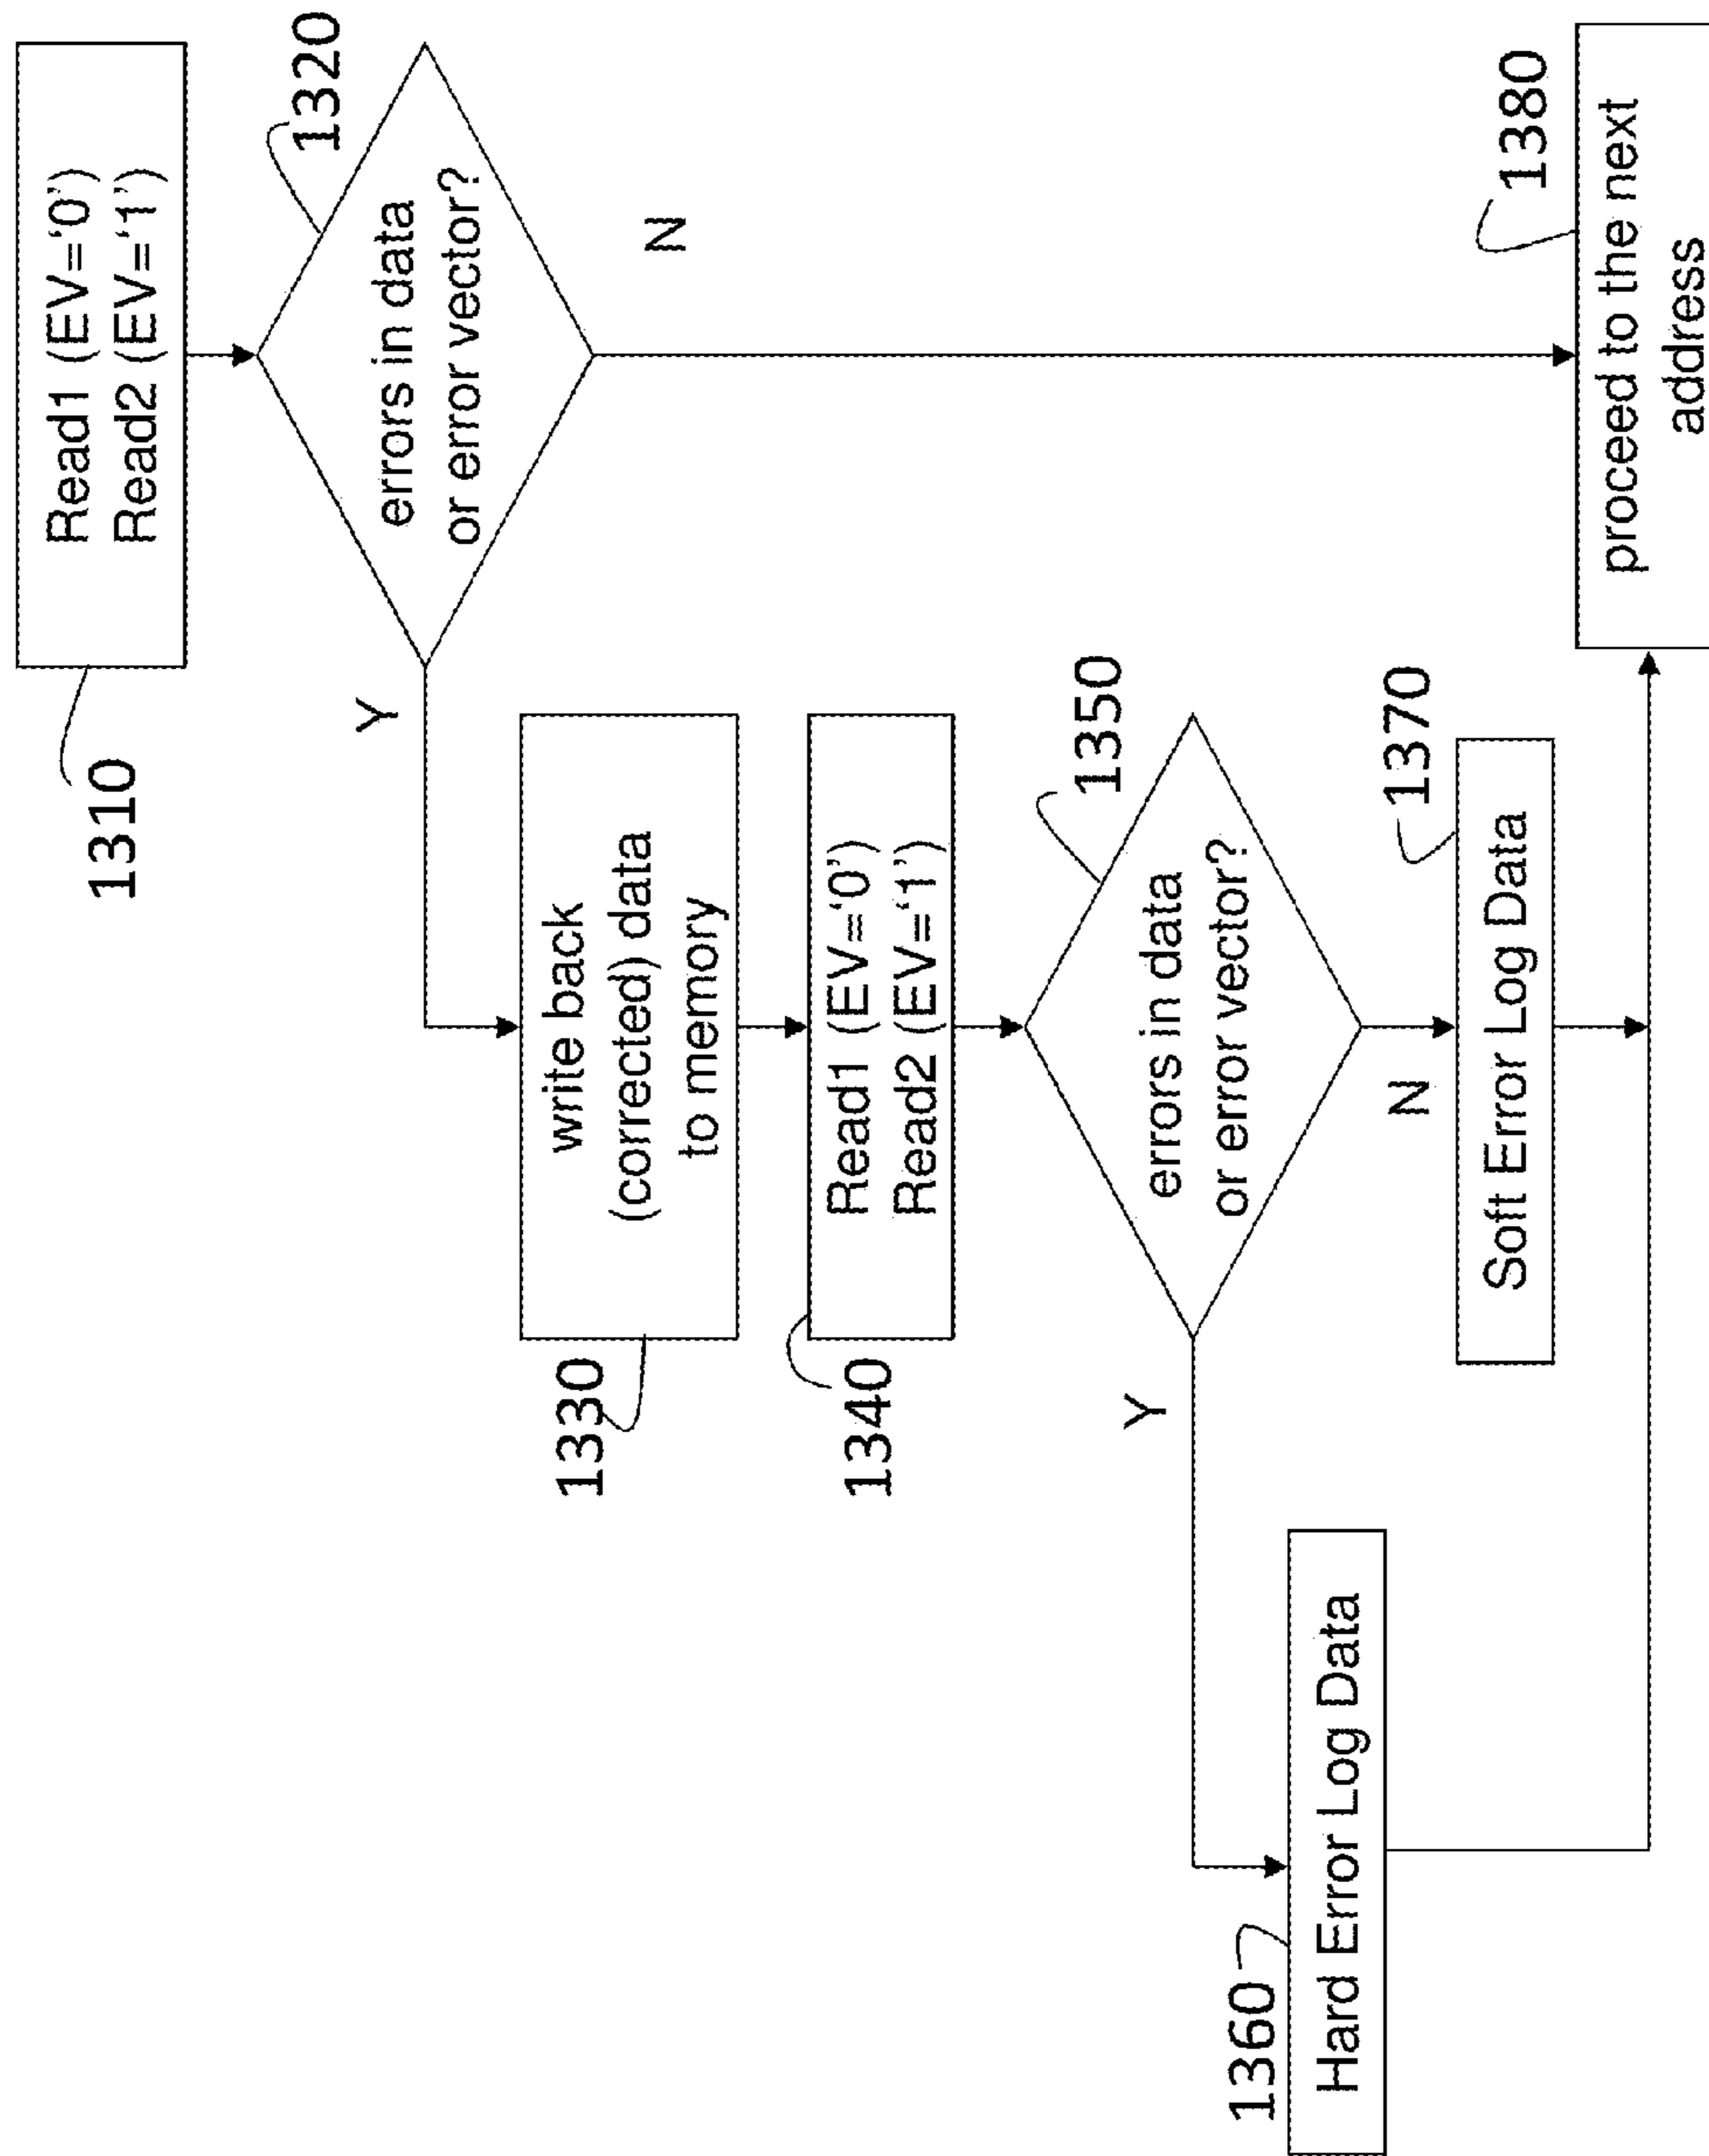 1310
Read1 (EV=‘0’)
Read2 (EV=‘1’)
1320
errors in data
or error vector?
Y
N
1330
write back
(corrected) data
to memory
1340
Read1 (EV=‘0’)
Read2 (EV=‘1’)
1350
errors in data
or error vector?
Y
N
1360
Hard Error Log Data
1370
Soft Error Log Data
1380
proceed to the next
address